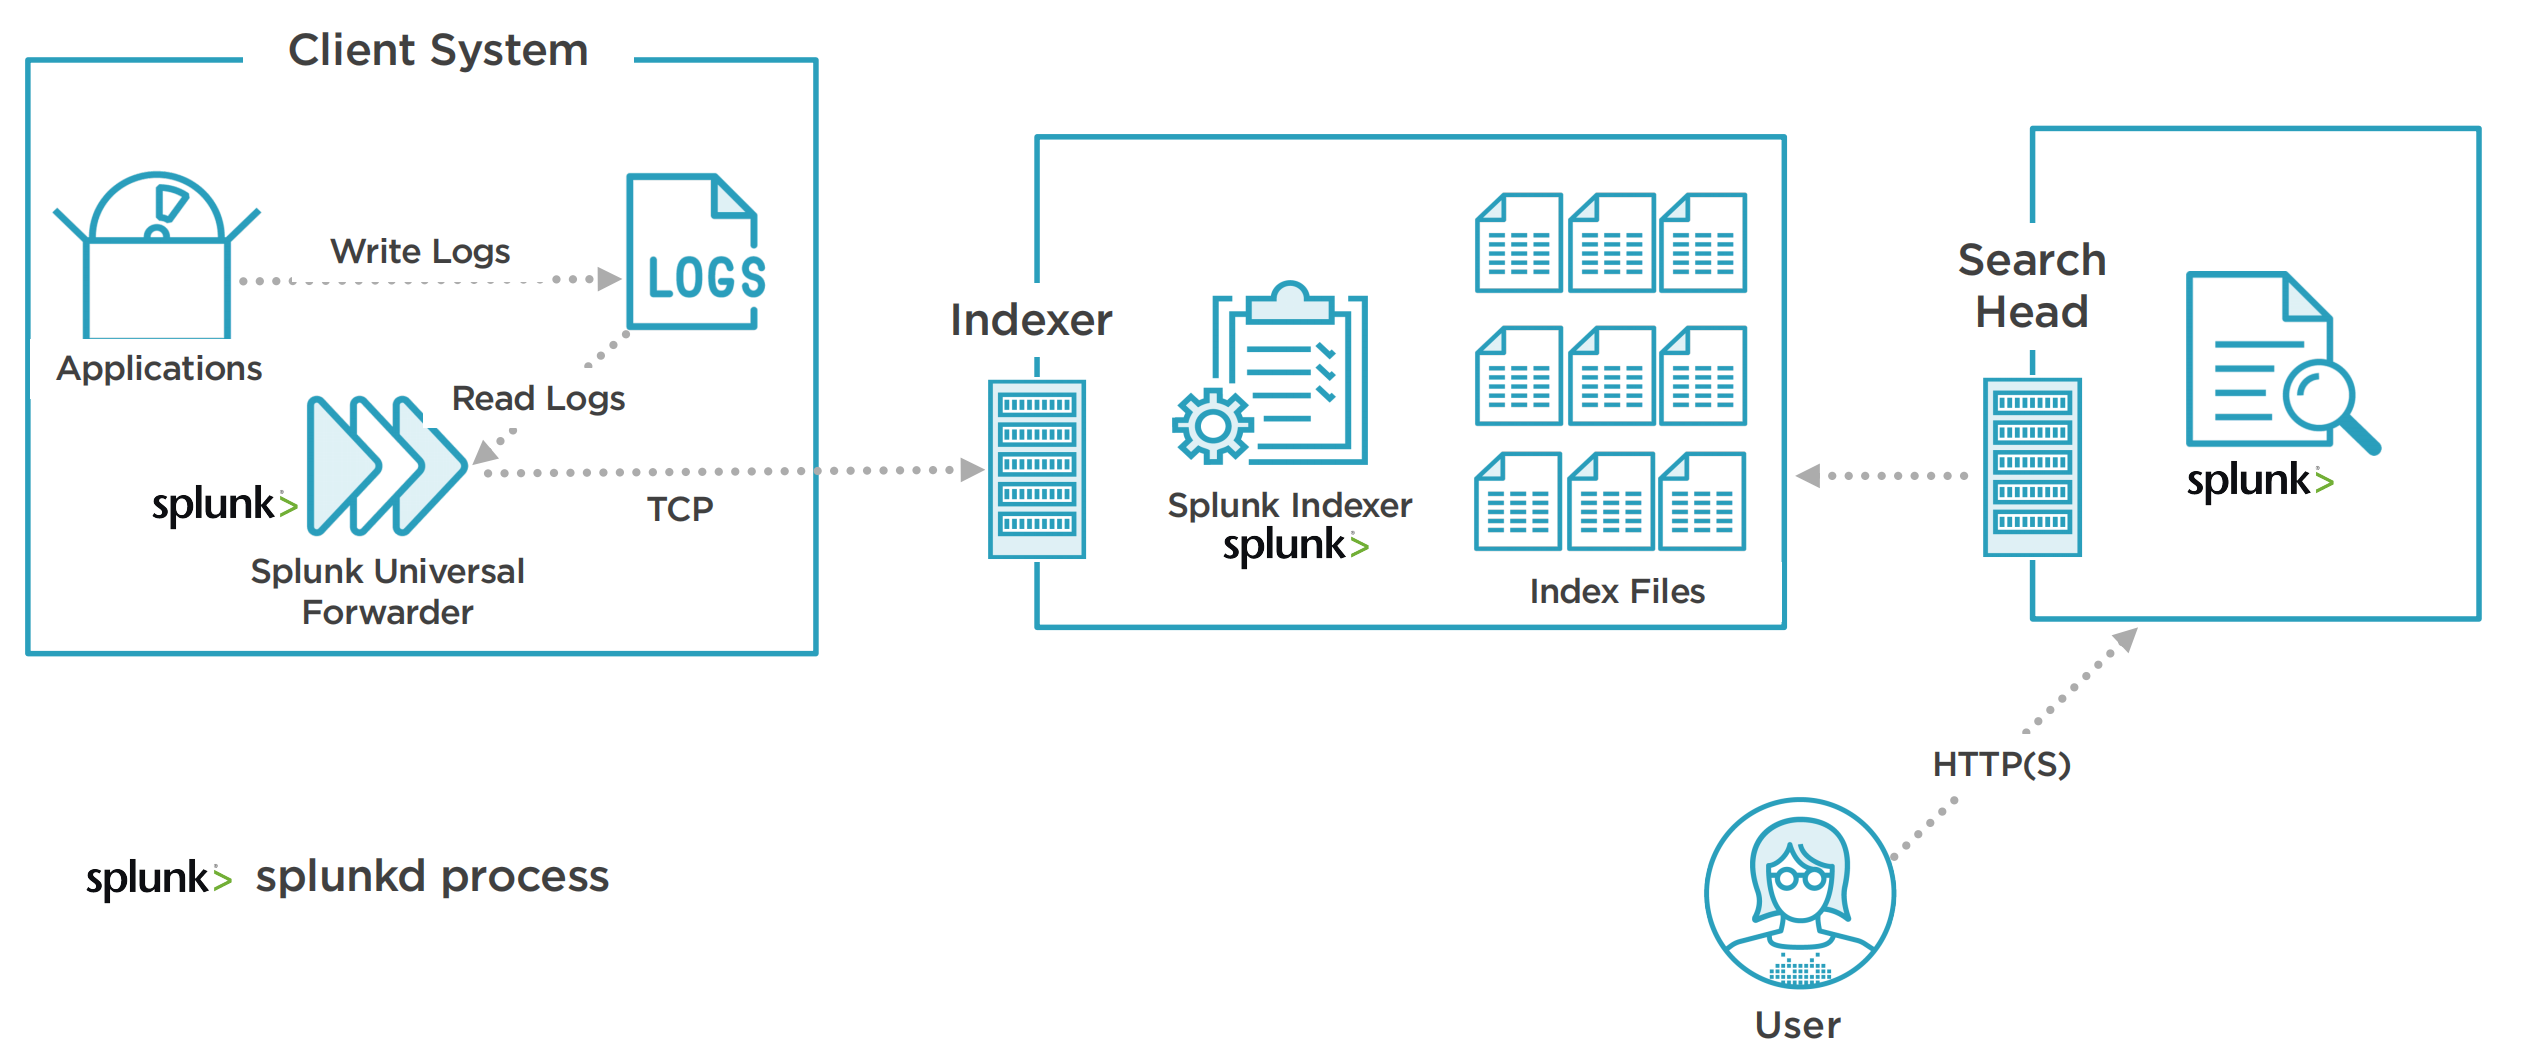 Client System
Write Logs
LOGS
Applications
Read Logs
splunk>
TCP
Splunk Universal
Forwarder
Indexer
Splunk Indexer
splunk>
Index Files
Search
Head
splunk>
HTTP(S)
User
splunk> splunkd process